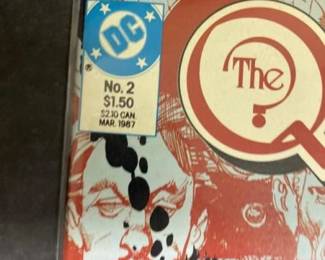 DC
®
No. 2
$1.50
$2.10 CAN.
MAR. 1987
The
Q